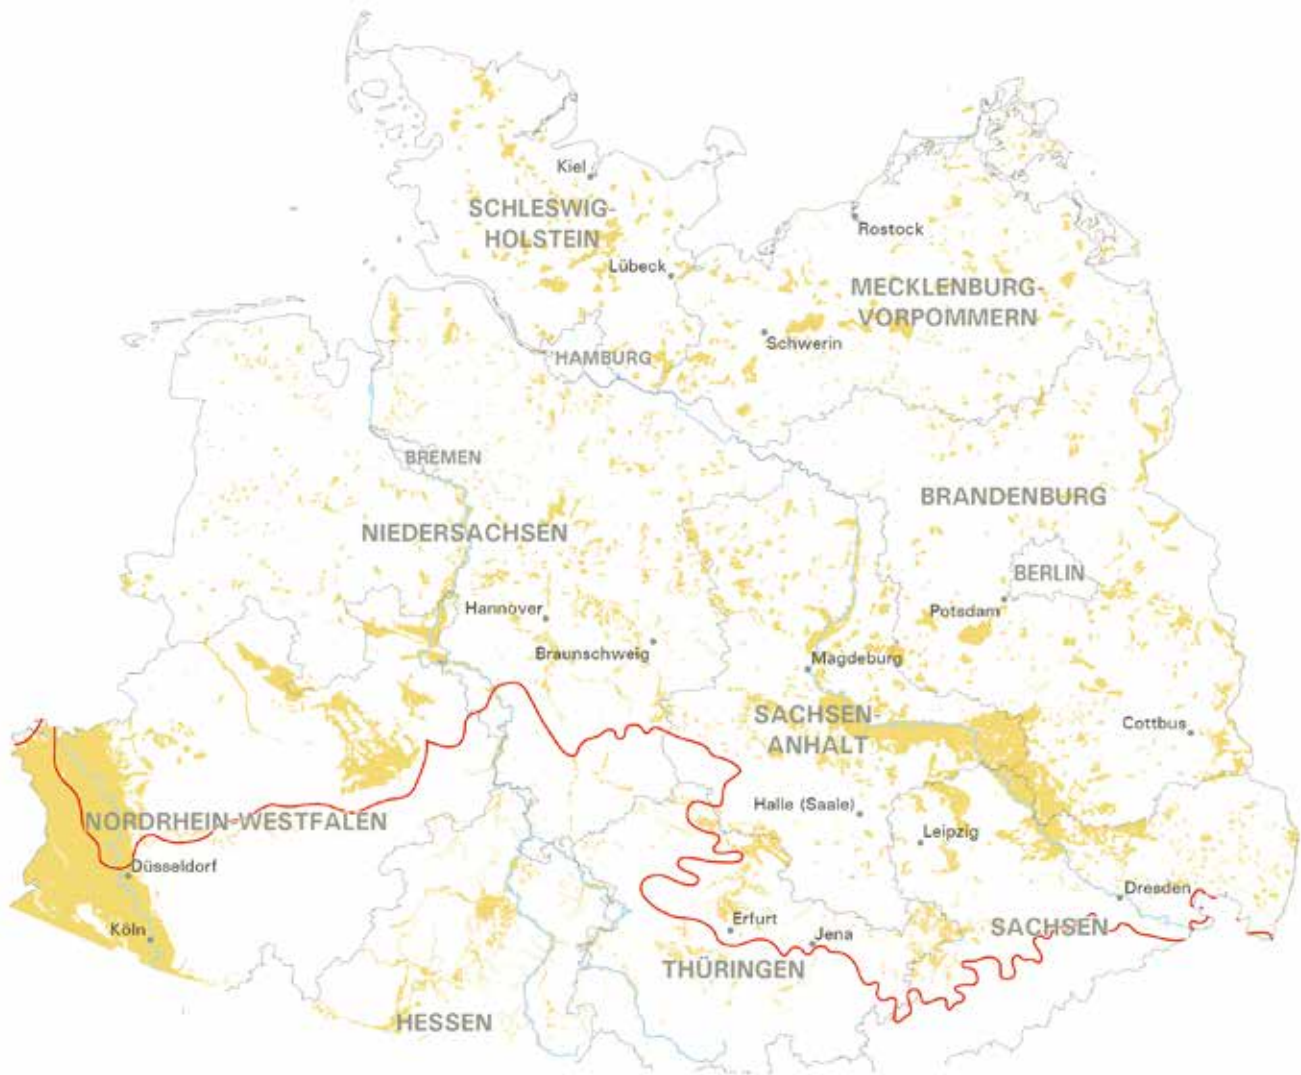 Kiel
SCHLESWIG-
HOLSTEIN
Rostock
Lübeck
MECKLENBURG-
VORPOMMERN
Schwerin
HAMBURG
BREMEN
BRANDENBURG
NIEDERSACHSEN
BERLIN
Hannover
Potsdam
Braunschweig
Magdeburg
SACHSEN-
ANHALT
Cottbus
Halle (Saale)
NORDRHEIN-WESTFALEN
Leipzig
Düsseldorf
Dresden
Erfurt
Köln
SACHSEN
Jena
THÜRINGEN
HESSEN